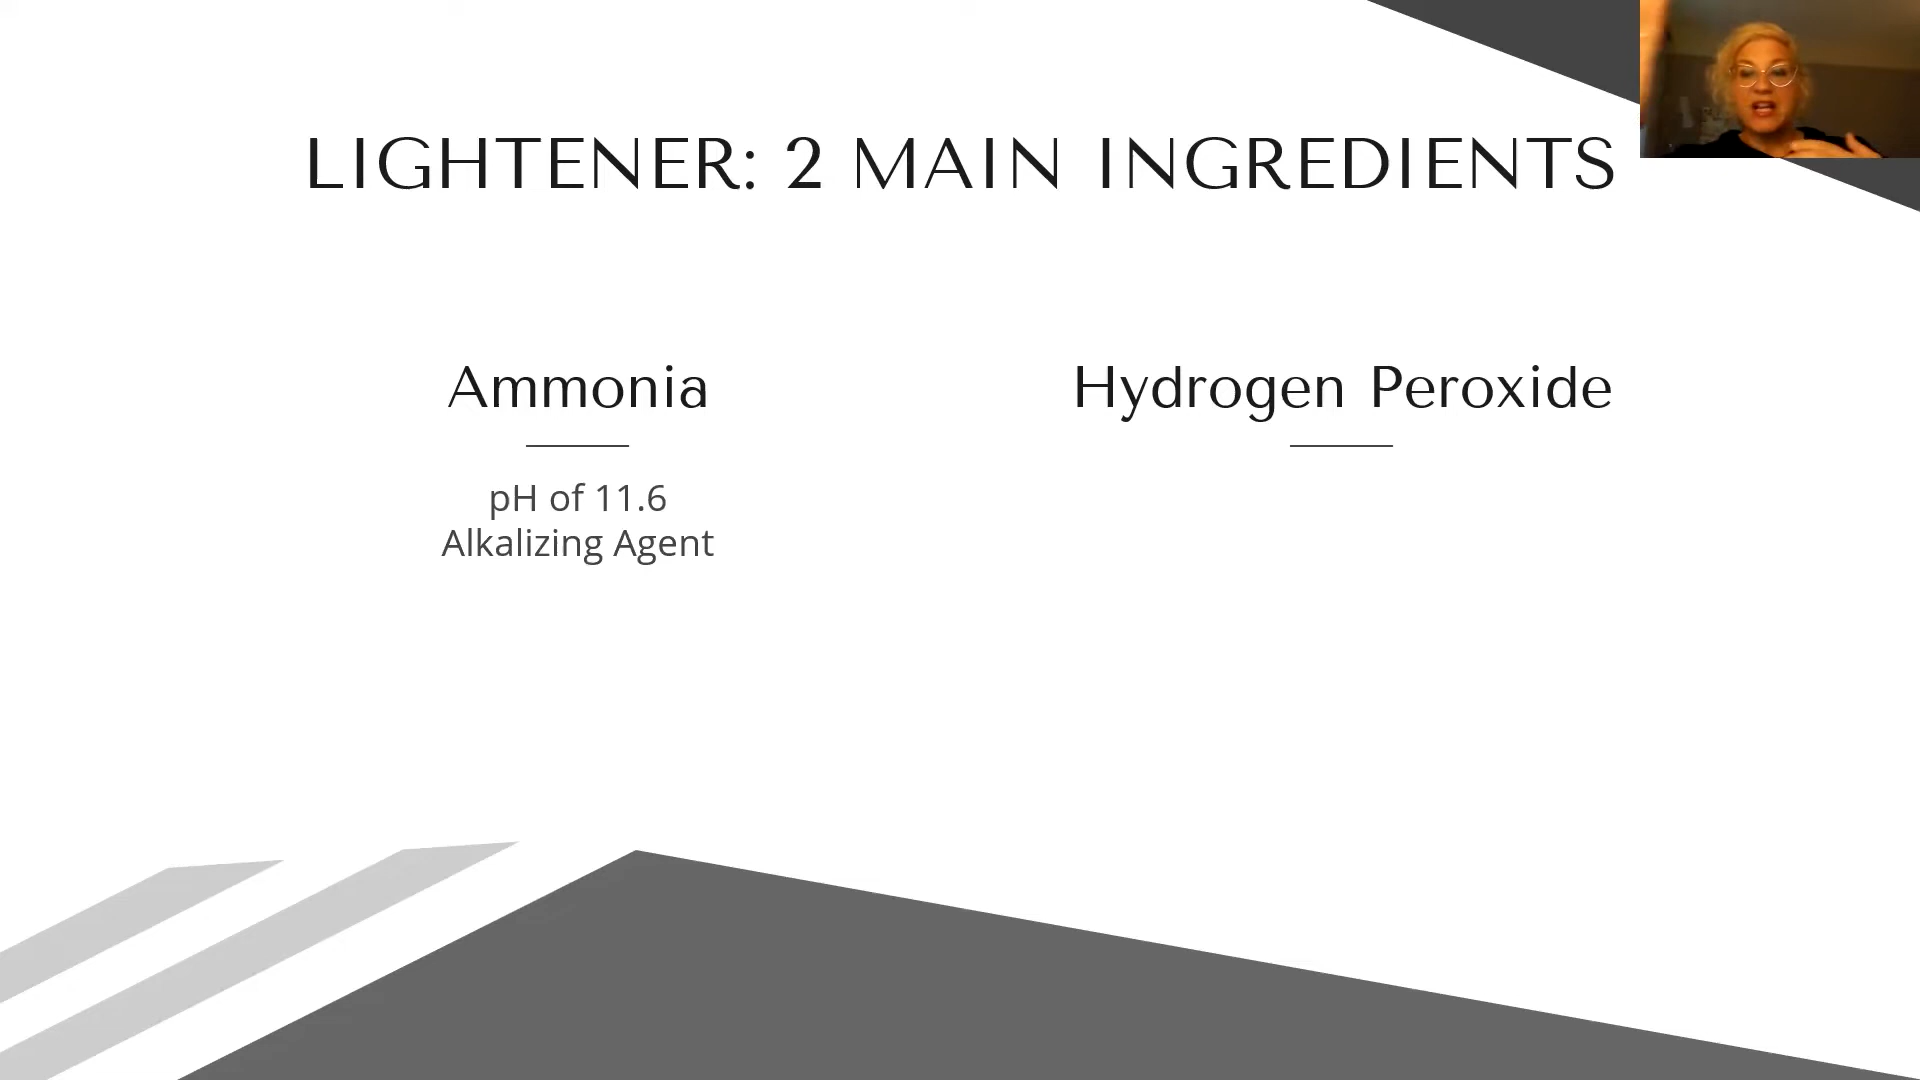 LIGHTENER: 2 MAIN INGREDIENTS
Ammonia
pH of 11.6
Alkalizing Agent
Hydrogen Peroxide